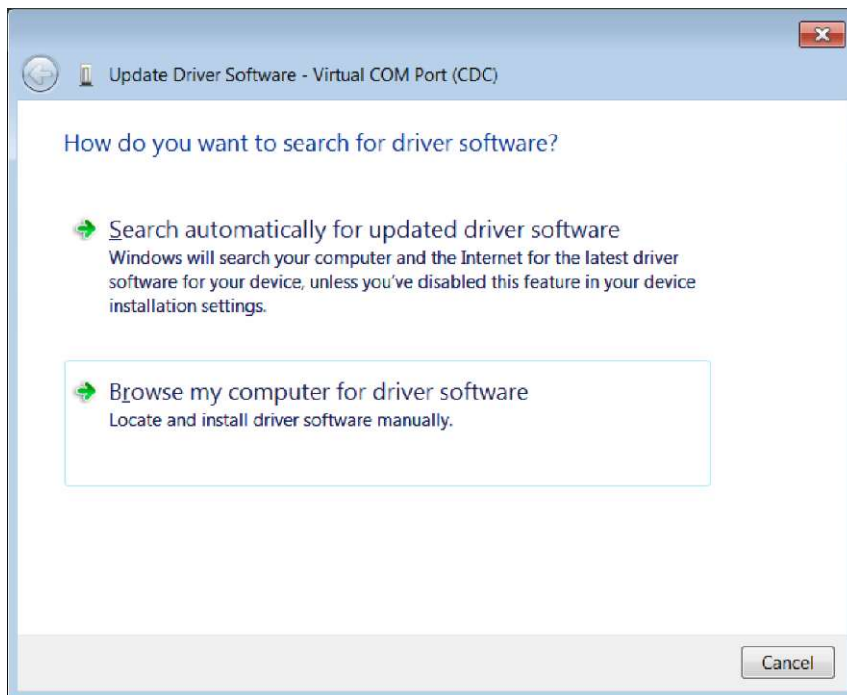 Update Driver Software - Virtual COM Port (CDC)
How do you want to search for driver software?
Search automatically for updated driver software
Windows will search your computer and the Internet for the latest driver
software for your device, unless you've disabled this feature in your device
installation settings.
Browse my computer for driver software
Locate and install driver software manually.
Cancel